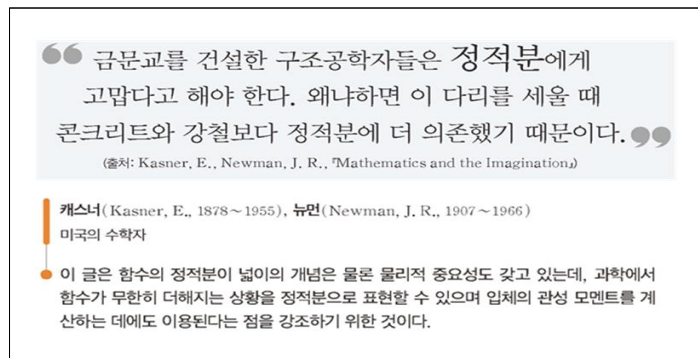 “ 금문교를 건설한 구조공학자들은 정적분에게
고맙다고 해야 한다. 왜냐하면 이 다리를 세울 때
콘크리트와 강철보다 정적분에 더 의존했기 때문이다. ”
(출처: Kasner, E., Newman, J. R., 『Mathematics and the Imagination』)
캐스너(Kasner, E., 1878~1955), 뉴먼(Newman, J. R., 1907~1966)
미국의 수학자
이 글은 함수의 정적분이 넓이의 개념은 물론 물리적 중요성도 갖고 있는데, 과학에서
함수가 무한히 더해지는 상황을 정적분으로 표현할 수 있으며 입체의 관성 모멘트를 계
산하는 데에도 이용된다는 점을 강조하기 위한 것이다.